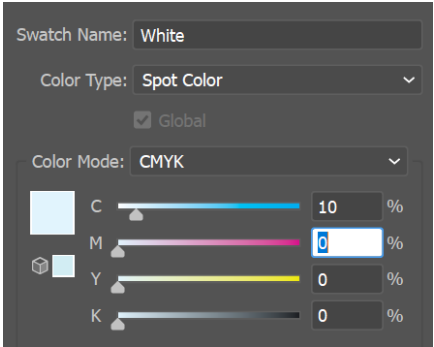 Swatch Name: White
Color Type: Spot Color
Global
Color Mode: CMYK
C 10 %
M 0 %
Y 0 %
K 0 %